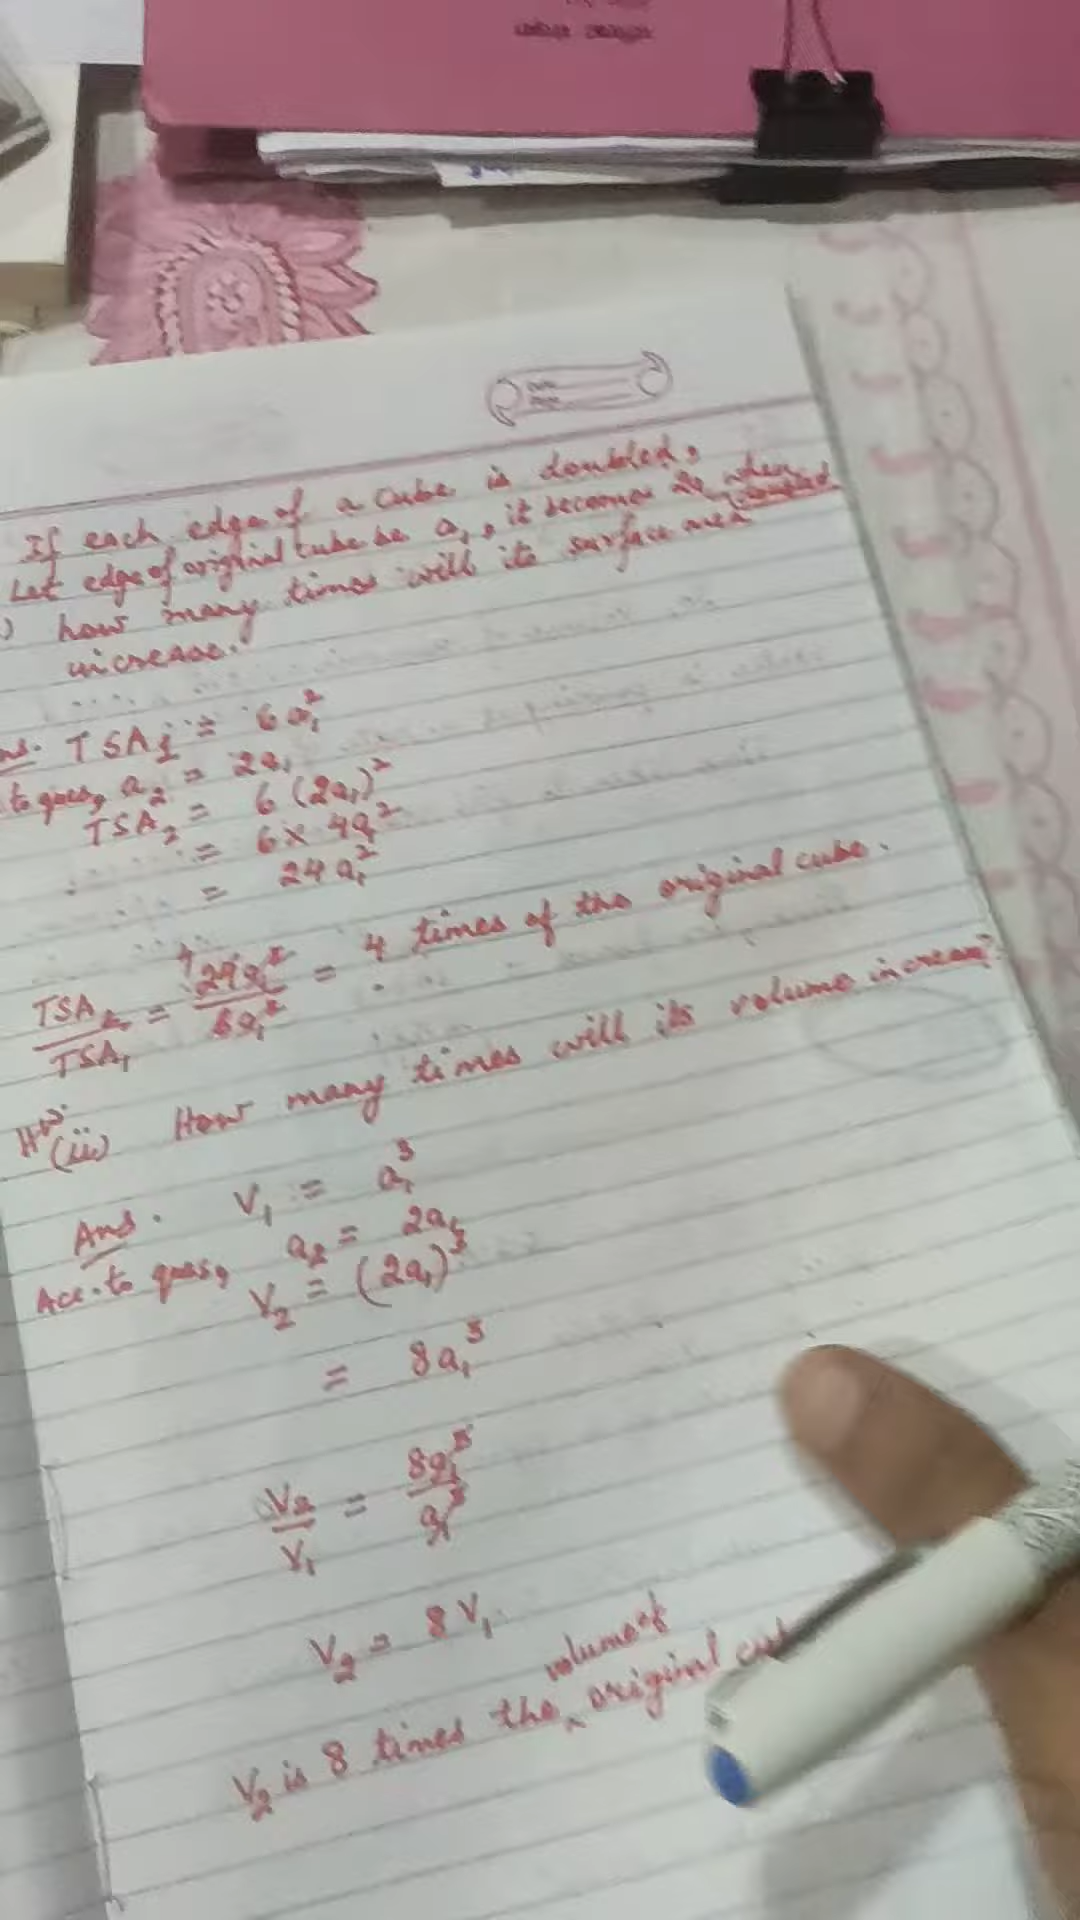 If each edge of a cube is doubled,
Let edge of original cube be a₁, it becomes 2a₁ when doubled
) how many times will its surface area
increase.
ns. TSA₁ = 6a₁²
. to ques, a₂ = 2a₁
TSA₂ = 6(2a₁)²
= 6 × 4a₁²
= 24a₁²
TSA₂/TSA₁ = 24a₁²/6a₁² = 4 times of the original cube.
4
HW
(ii) How many times will its volume increase?
Ans. V₁ = a₁³
Acc. to ques, a₂ = 2a₁
V₂ = (2a₁)³
= 8a₁³
V₂/V₁ = 8a₁³/a₁³
V₂ = 8V₁
V₂ is 8 times the volume of original